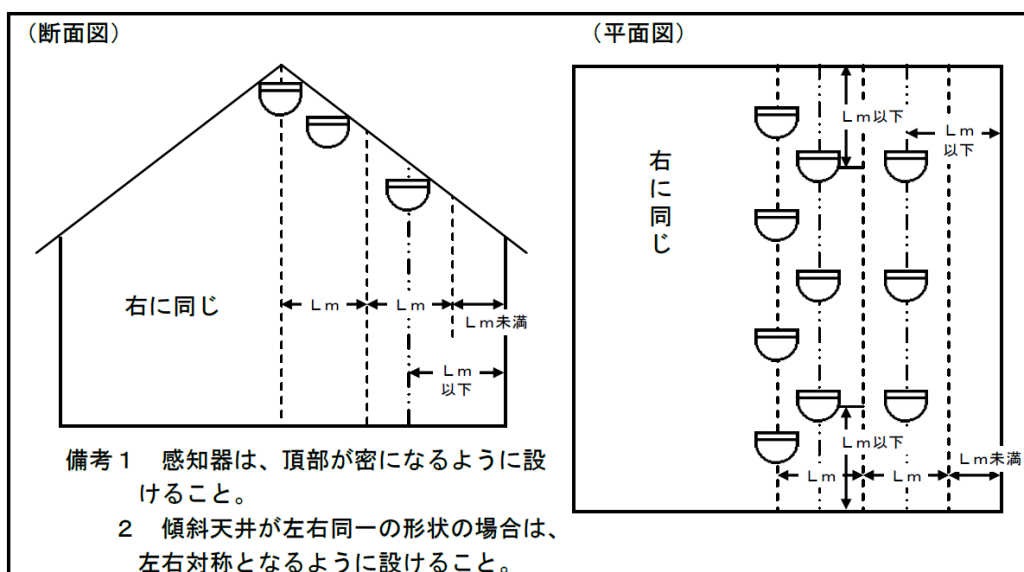 （断面図）
右に同じ
Ｌｍ
Ｌｍ
Ｌｍ未満
Ｌｍ
以下
備考１　感知器は、頂部が密になるように設
けること。
２　傾斜天井が左右同一の形状の場合は、
左右対称となるように設けること。
（平面図）
右に同じ
Ｌｍ以下
Ｌｍ
以下
Ｌｍ以下
Ｌｍ
Ｌｍ
Ｌｍ未満